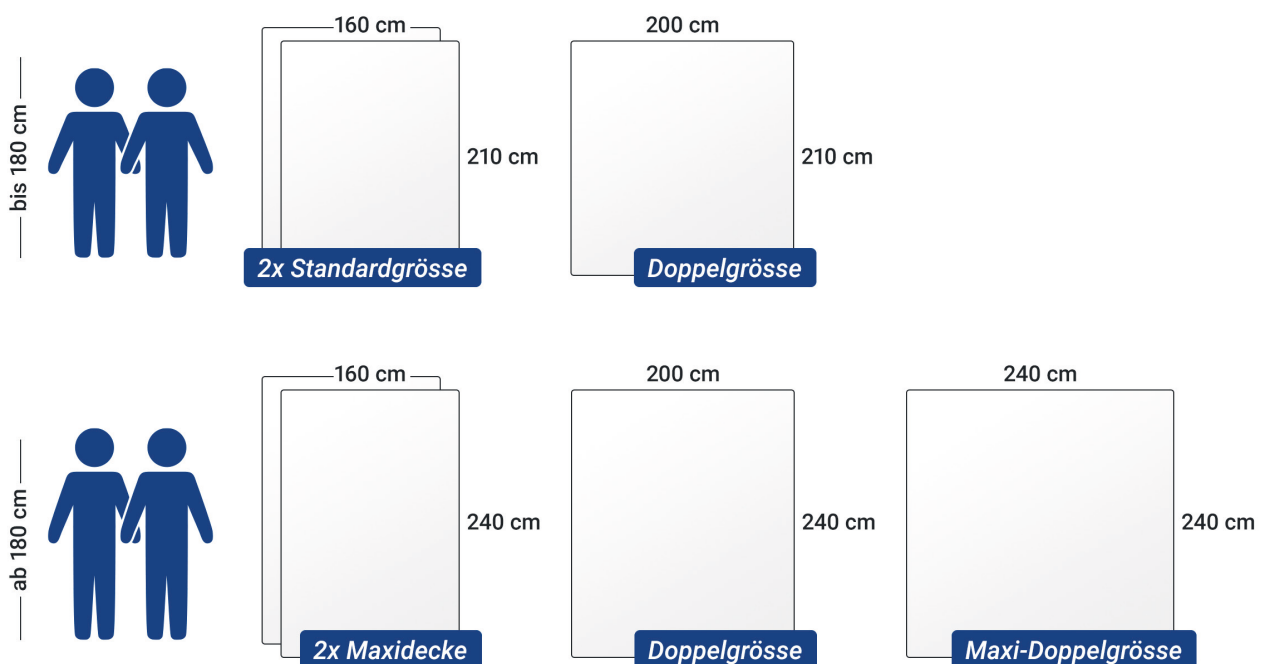 160 cm
200 cm
bis 180 cm
210 cm
210 cm
2x Standardgrösse
Doppelgrösse
160 cm
200 cm
240 cm
ab 180 cm
240 cm
240 cm
240 cm
2x Maxidecke
Doppelgrösse
Maxi-Doppelgrösse